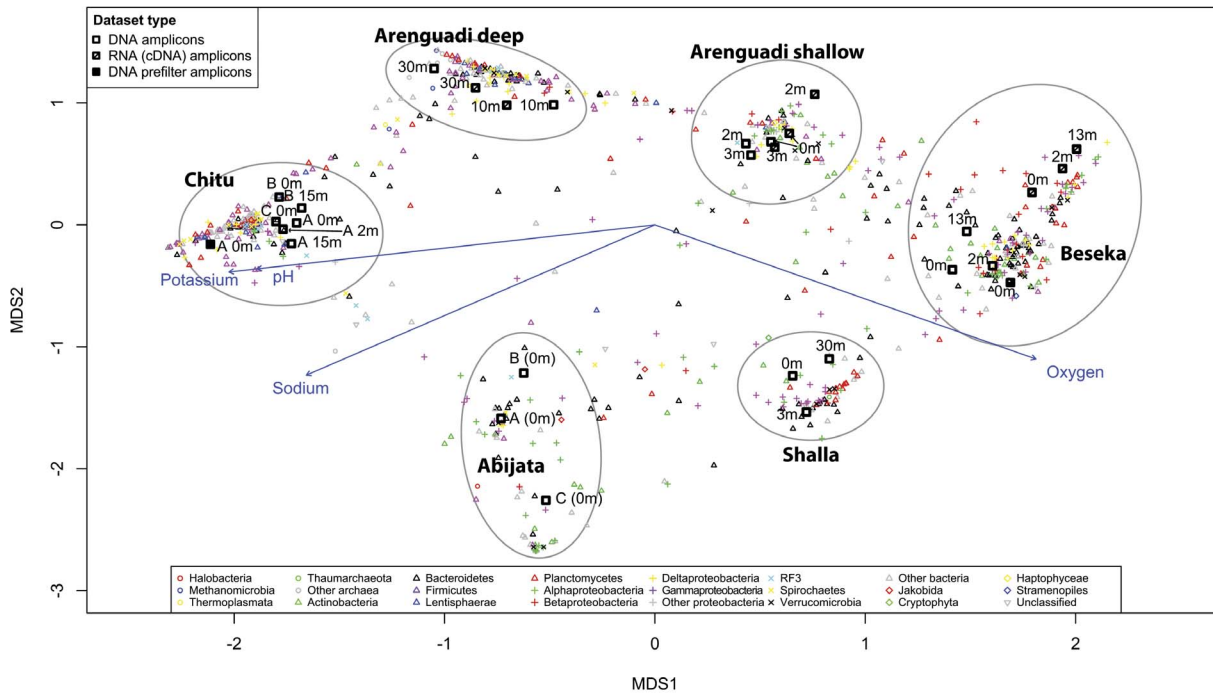 Dataset type
DNA amplicons
RNA (cDNA) amplicons
DNA prefilter amplicons
Arenguadi deep
30m
30m
10m
10m
Arenguadi shallow
2m
2m
0m
3m
3m
13m
2m
0m
13m
Beseka
0m
2m
0m
Chitu
B 0m
B 15m
C 0m
A 0m
A 2m
A 0m
A 15m
Potassium
pH
Sodium
Oxygen
B (0m)
A (0m)
Abijata
C (0m)
30m
0m
3m
Shalla
MDS2
1
0
-1
-2
-3
Halobacteria Thaumarchaeota Bacteroidetes Planctomycetes Deltaproteobacteria RF3 Other bacteria Haptophyceae
Methanomicrobia Other archaea Firmicutes Alphaproteobacteria Gammaproteobacteria Spirochaetes Jakobida Stramenopiles
Thermoplasmata Actinobacteria Lentisphaerae Betaproteobacteria Other proteobacteria Verrucomicrobia Cryptophyta Unclassified
-2 -1 0 1 2
MDS1